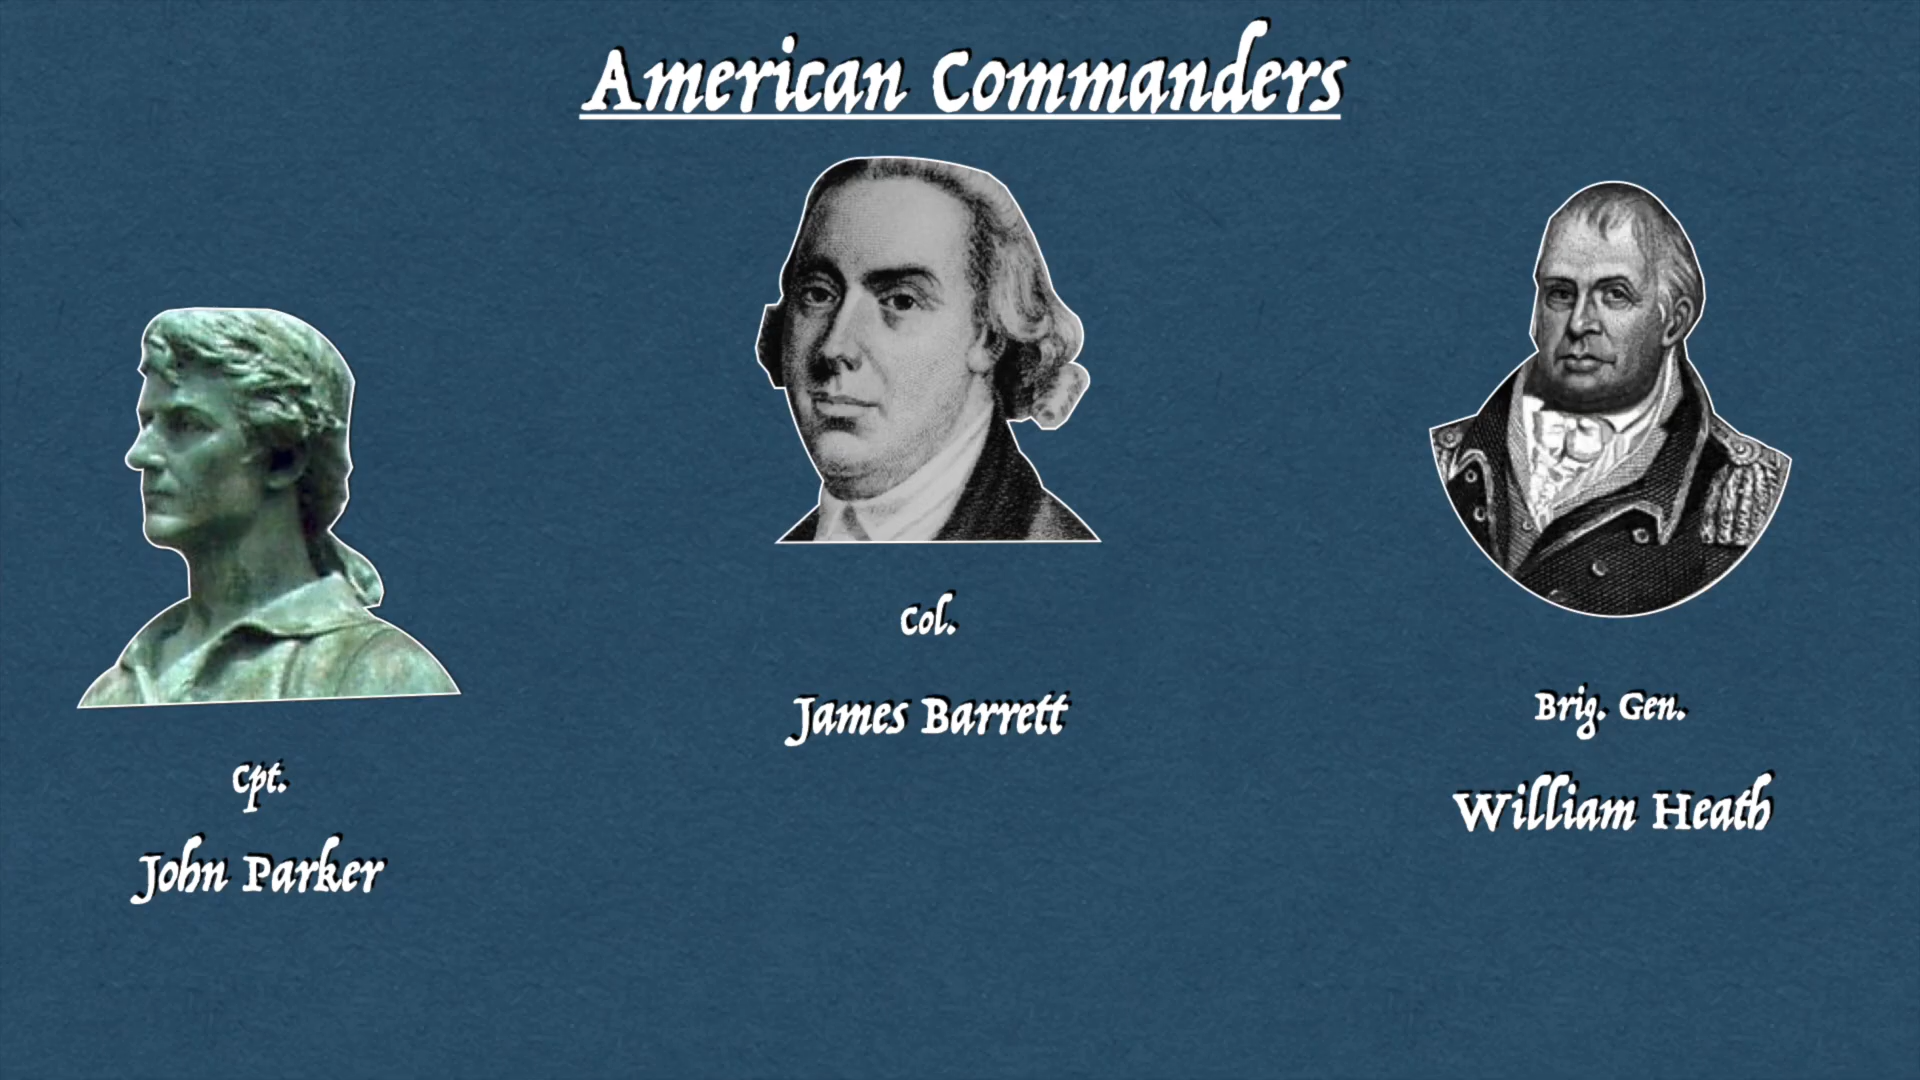 American Commanders
Cpt.
John Parker
Col.
James Barrett
Brig. Gen.
William Heath